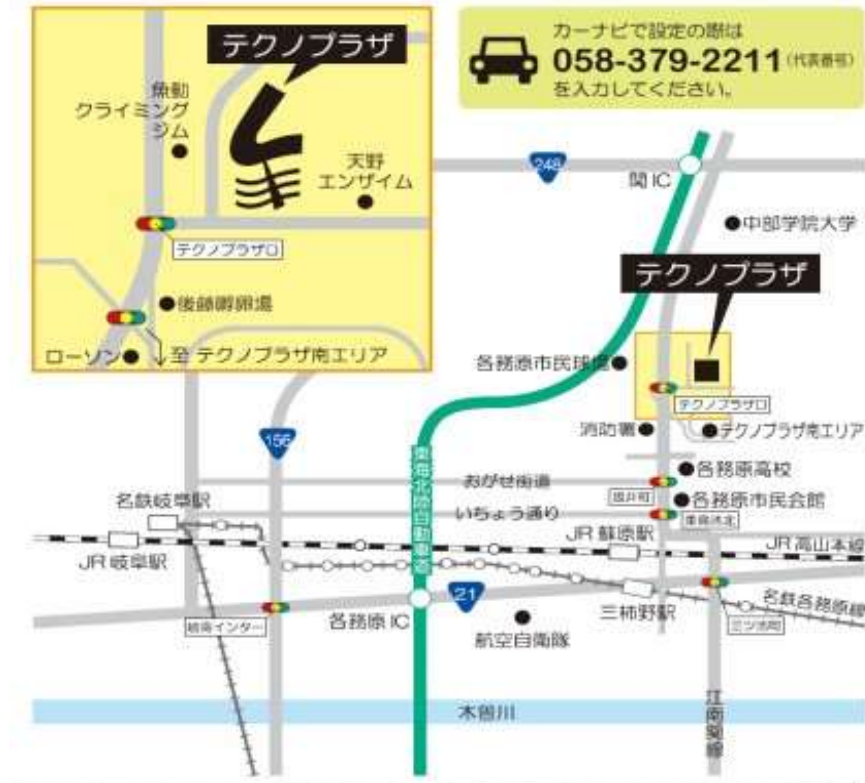 テクノプラザ
魚動
クライミング
ジム
天野
エンザイム
テクノプラザ口
後藤孵卵場
ローソン
至 テクノプラザ南エリア
カーナビで設定の際は
058-379-2211(代表番号)
を入力してください。
248
関IC
中部学院大学
テクノプラザ
各務原市民球場
テクノプラザ口
消防署
テクノプラザ南エリア
156
東海北陸自動車道
おがせ街道
各務原高校
いちょう通り
各務原市民会館
名鉄岐阜駅
JR 岐阜駅
JR 蘇原駅
JR 高山本線
21
岐南インター
各務原 IC
航空自衛隊
三柿野駅
名鉄各務原線
三ツ池町
木曽川
江南関線